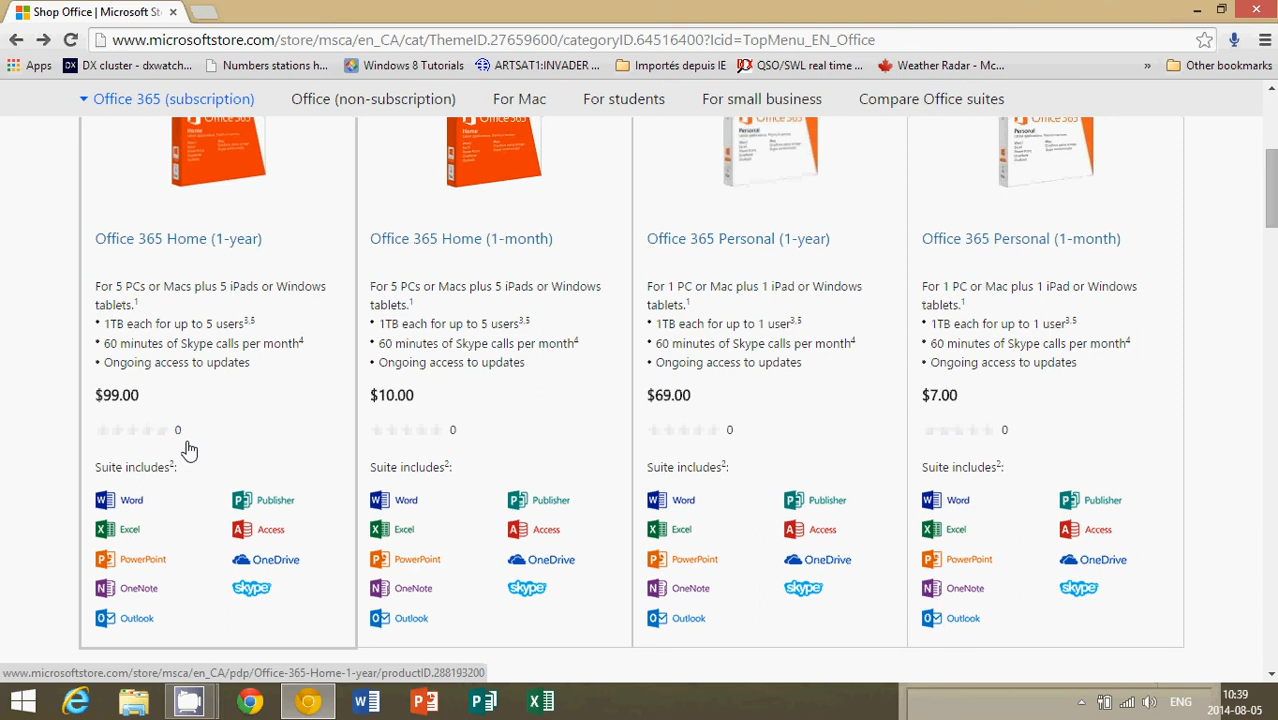 Shop Office | Microsoft St
www.microsoftstore.com/store/msca/en_CA/cat/ThemeID.27659600/categoryID.64516400?Icid=TopMenu_EN_Office
Apps DX cluster - dxwatch... Numbers stations h... Windows 8 & Tutorials ARTSAT1:INVADER ... Importés depuis IE QSO/SWL real time ... Weather Radar - Mc... » Other bookmarks
Office 365 (subscription) Office (non-subscription) For Mac For students For small business Compare Office suites
Office 365 Office 365 Office 365 Office 365
Home Home Personal Personal
Office 365 Home (1-year) Office 365 Home (1-month) Office 365 Personal (1-year) Office 365 Personal (1-month)
For 5 PCs or Macs plus 5 iPads or Windows For 5 PCs or Macs plus 5 iPads or Windows For 1 PC or Mac plus 1 iPad or Windows For 1 PC or Mac plus 1 iPad or Windows
tablets.1 tablets.1 tablets.1 tablets.1
• 1TB each for up to 5 users3,5 • 1TB each for up to 5 users3,5 • 1TB each for up to 1 user3,5 • 1TB each for up to 1 user3,5
• 60 minutes of Skype calls per month4 • 60 minutes of Skype calls per month4 • 60 minutes of Skype calls per month4 • 60 minutes of Skype calls per month4
• Ongoing access to updates • Ongoing access to updates • Ongoing access to updates • Ongoing access to updates
$99.00 $10.00 $69.00 $7.00
0 0 0 0
Suite includes2: Suite includes2: Suite includes2: Suite includes2:
Word Publisher Word Publisher Word Publisher Word Publisher
Excel Access Excel Access Excel Access Excel Access
PowerPoint OneDrive PowerPoint OneDrive PowerPoint OneDrive PowerPoint OneDrive
OneNote skype OneNote skype OneNote skype OneNote skype
Outlook Outlook Outlook Outlook
www.microsoftstore.com/store/msca/en_CA/pdp/Office-365-Home-1-year/productID.288193200
ENG 10:39
2014-08-05